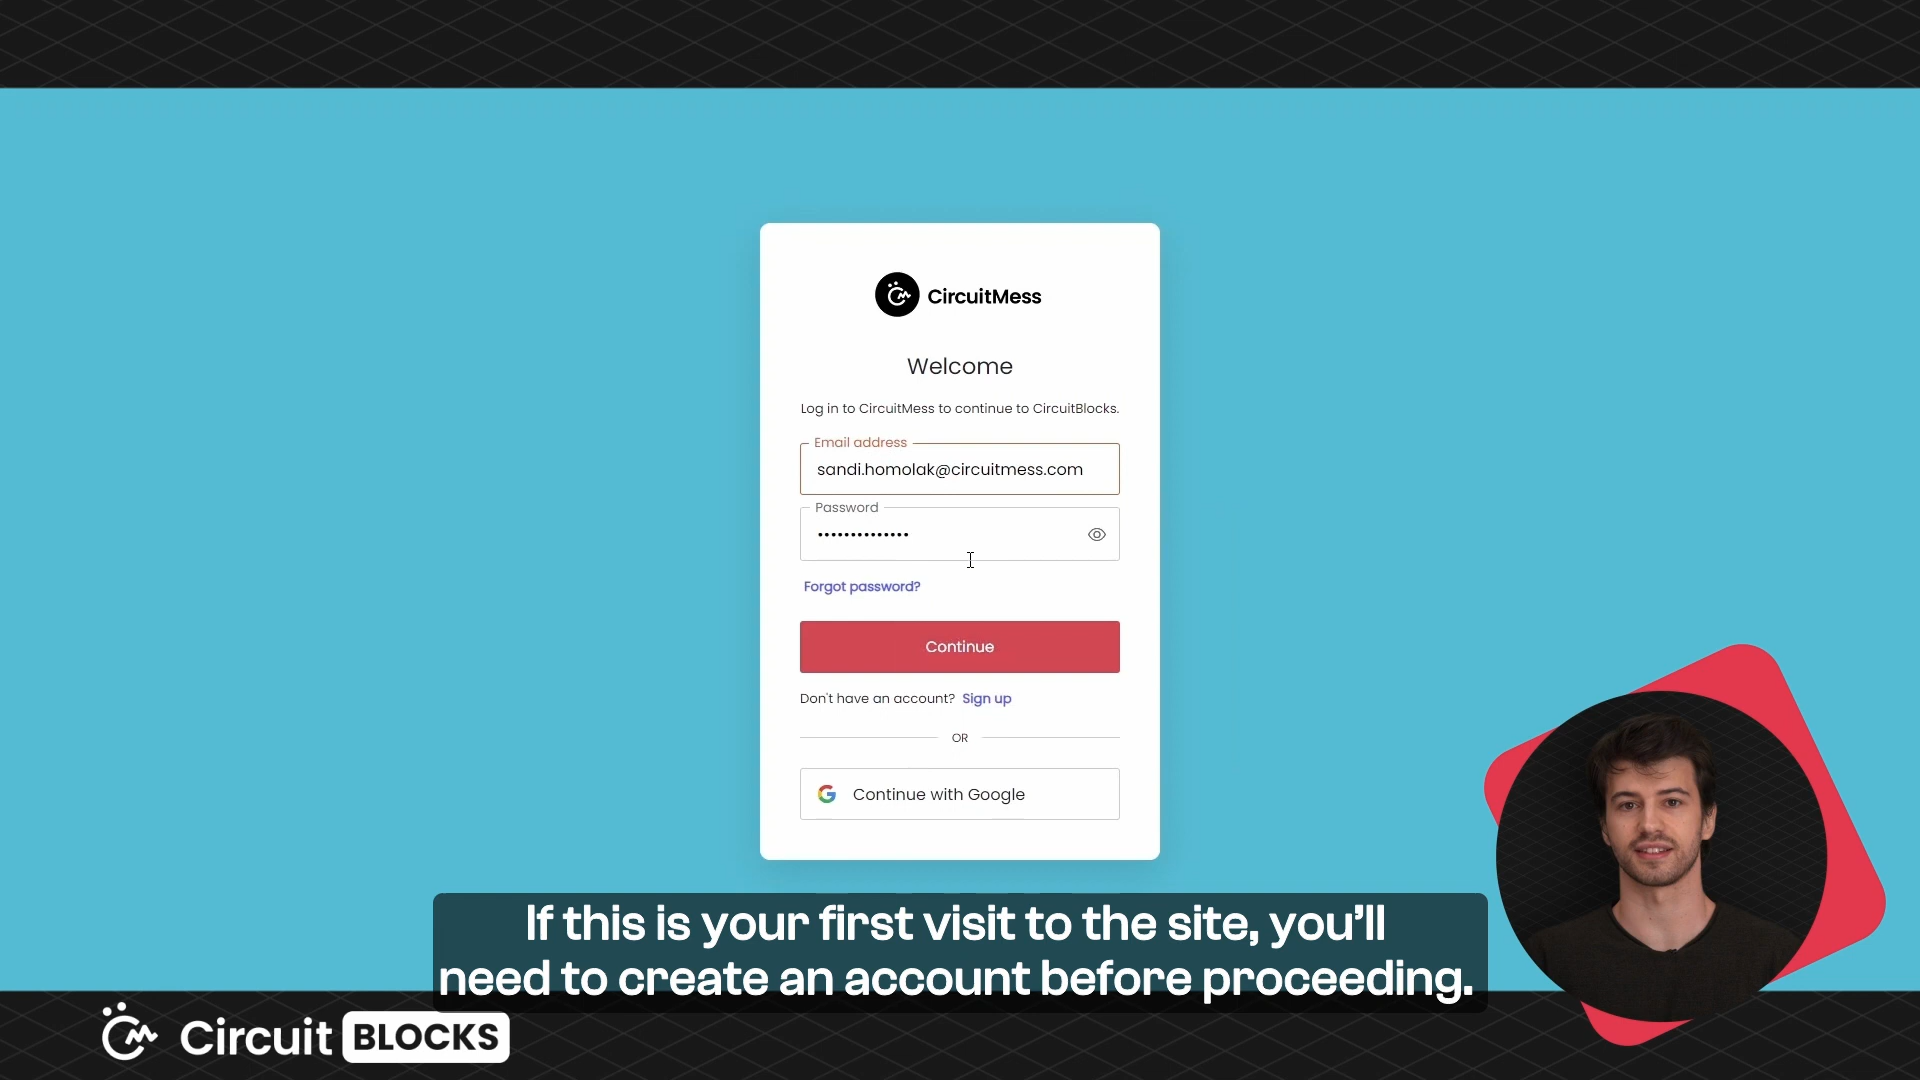 CircuitMess
Welcome
Log in to CircuitMess to continue to CircuitBlocks.
Email address
sandi.homolak@circuitmess.com
Password
••••••••••••••
Forgot password?
Continue
Don't have an account? Sign up
OR
Continue with Google
If this is your first visit to the site, you’ll
need to create an account before proceeding.
Circuit BLOCKS